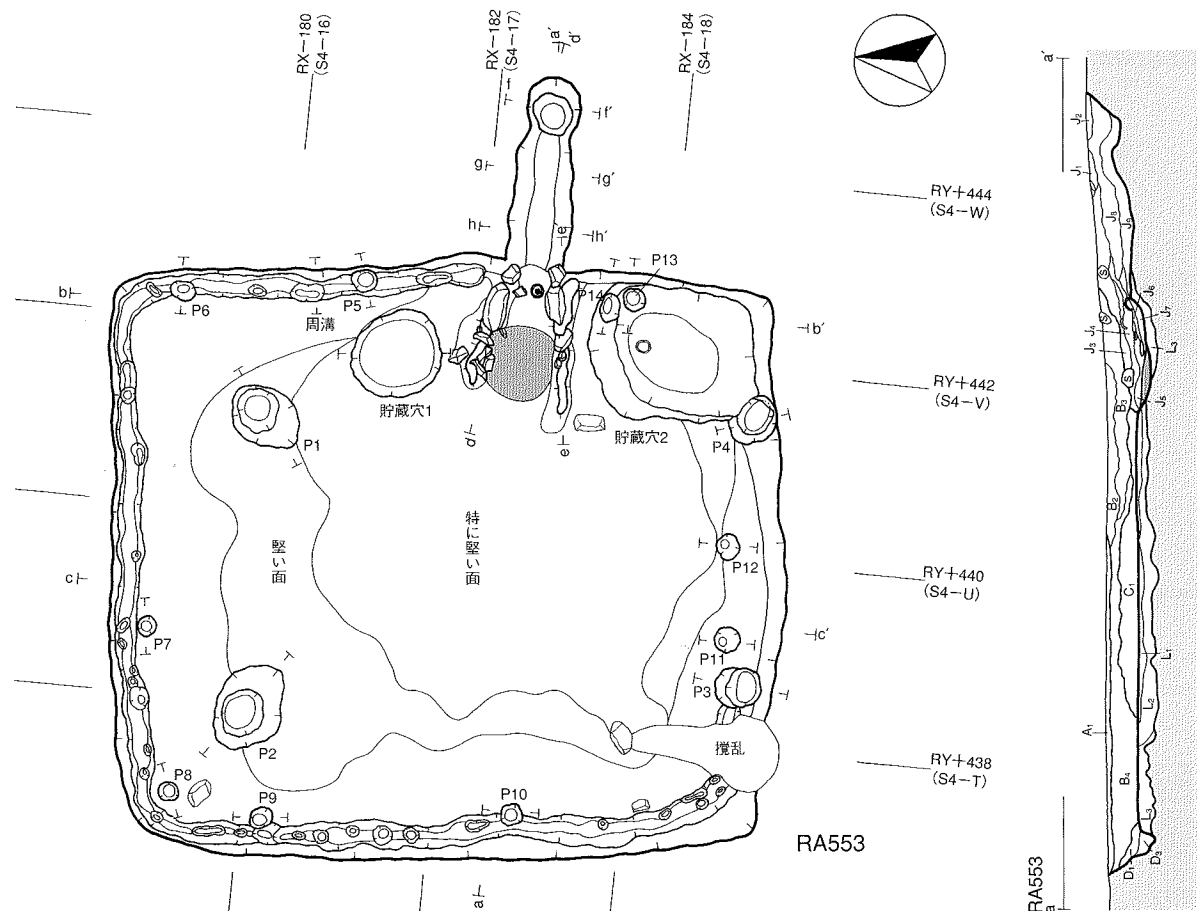 RX－180
(S4－16)
RX－182
(S4－17)
RX－184
(S4－18)
a'
d'
f
f'
g
g'
h
h'
e
RY＋444
(S4－W)
b
b'
P6
P5
周溝
P14
P13
RY＋442
(S4－V)
貯蔵穴1
貯蔵穴2
P1
P4
d
e
堅い面
特に堅い面
P12
RY＋440
(S4－U)
c
c'
P7
P11
P3
P2
攪乱
RY＋438
(S4－T)
P8
P9
P10
RA553
a
a'
J2
J1
J8
J9
S
S
J6
J7
J4
J3
L3
S
J5
B3
B2
C1
L1
L2
A1
B4
L3
D1
D3
RA553
a